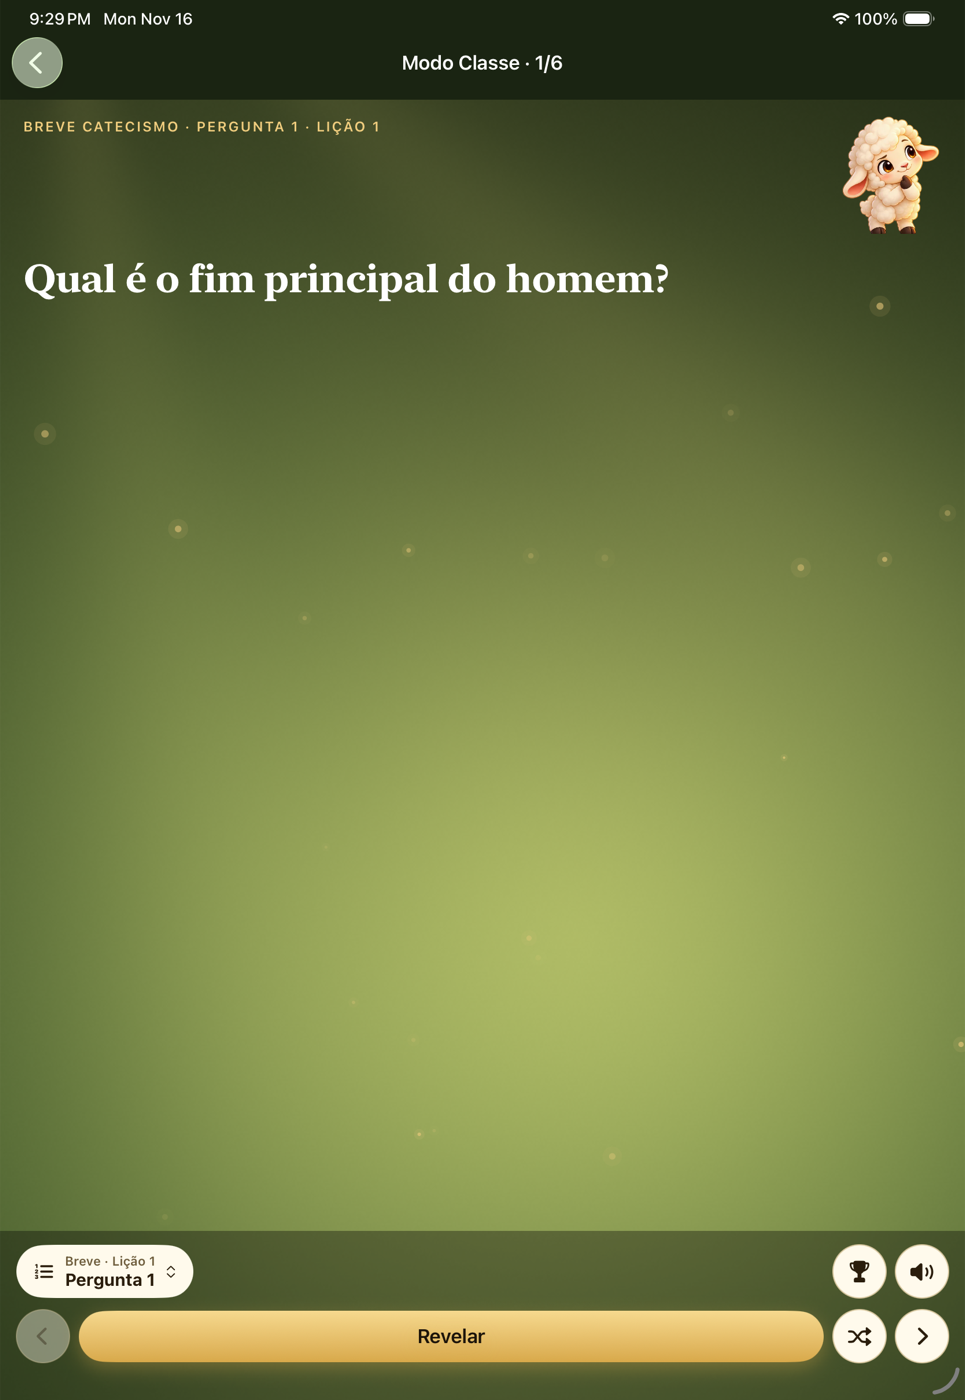 9:29 PM Mon Nov 16
100%
Modo Classe · 1/6
BREVE CATECISMO · PERGUNTA 1 · LIÇÃO 1
Qual é o fim principal do homem?
Breve · Lição 1
Pergunta 1
Revelar